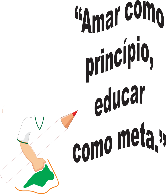 “Amar como
princípio,
educar
como meta.”